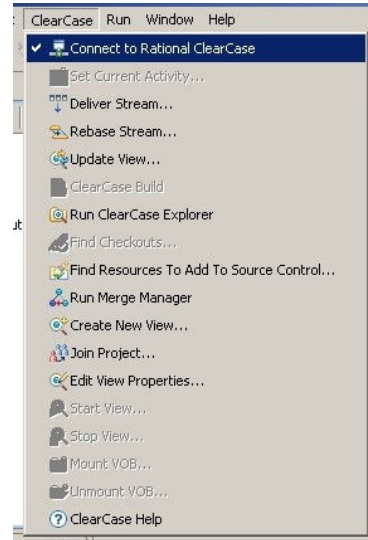 ClearCase Run Window Help
Connect to Rational ClearCase
Set Current Activity...
Deliver Stream...
Rebase Stream...
Update View...
ClearCase Build
Run ClearCase Explorer
Find Checkouts...
Find Resources To Add To Source Control...
Run Merge Manager
Create New View...
Join Project...
Edit View Properties...
Start View...
Stop View...
Mount VOB...
Unmount VOB...
ClearCase Help